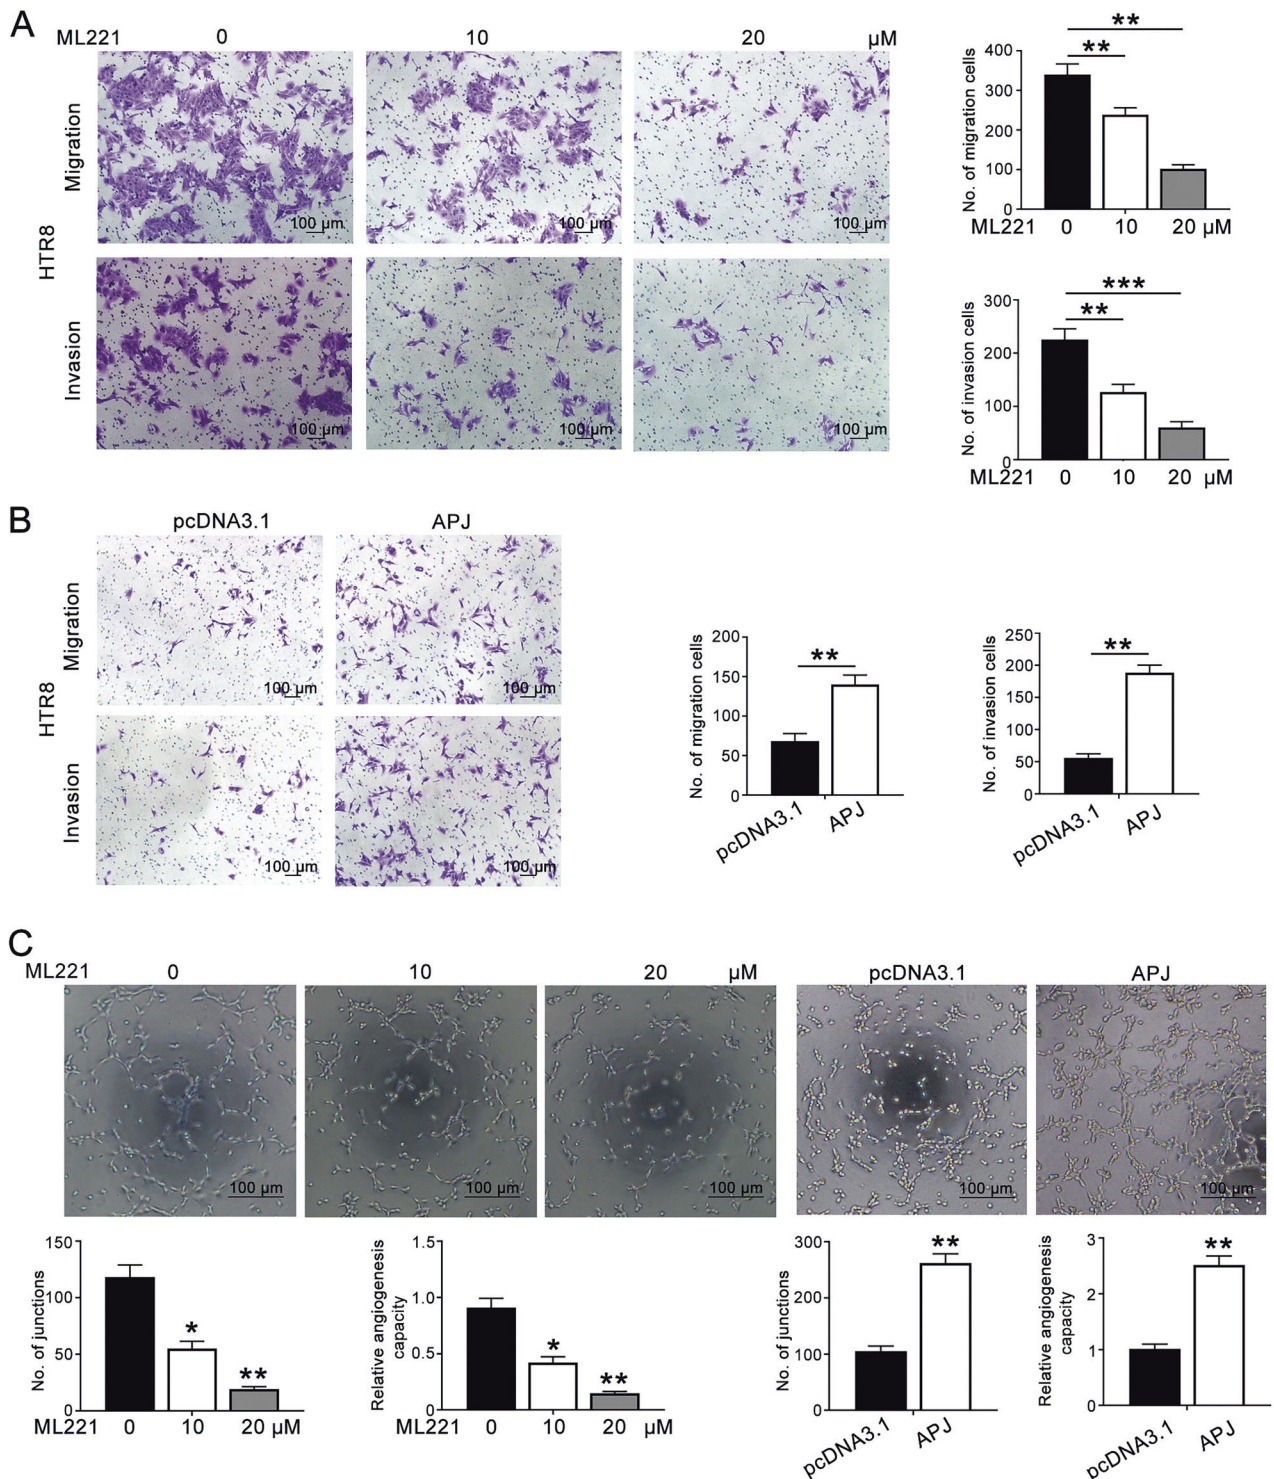 A
ML221 0 10 20 μM
HTR8
Migration
100 μm
100 μm
100 μm
Invasion
100 μm
100 μm
100 μm
**
**
No. of migration cells
400
300
200
100
0
ML221 0 10 20 μM
***
**
No. of invasion cells
300
200
100
0
ML221 0 10 20 μM
B
pcDNA3.1 APJ
HTR8
Migration
100 μm
100 μm
Invasion
100 μm
100 μm
**
No. of migration cells
200
150
100
50
0
pcDNA3.1
APJ
**
No. of invasion cells
250
200
150
100
50
0
pcDNA3.1
APJ
C
ML221 0 10 20 μM pcDNA3.1 APJ
100 μm
100 μm
100 μm
100 μm
100 μm
No. of junctions
150
100
50
0
*
**
ML221 0 10 20 μM
Relative angiogenesis
capacity
1.5
1.0
0.5
0
*
**
ML221 0 10 20 μM
No. of junctions
300
200
100
0
**
pcDNA3.1
APJ
Relative angiogenesis
capacity
3
2
1
0
**
pcDNA3.1
APJ